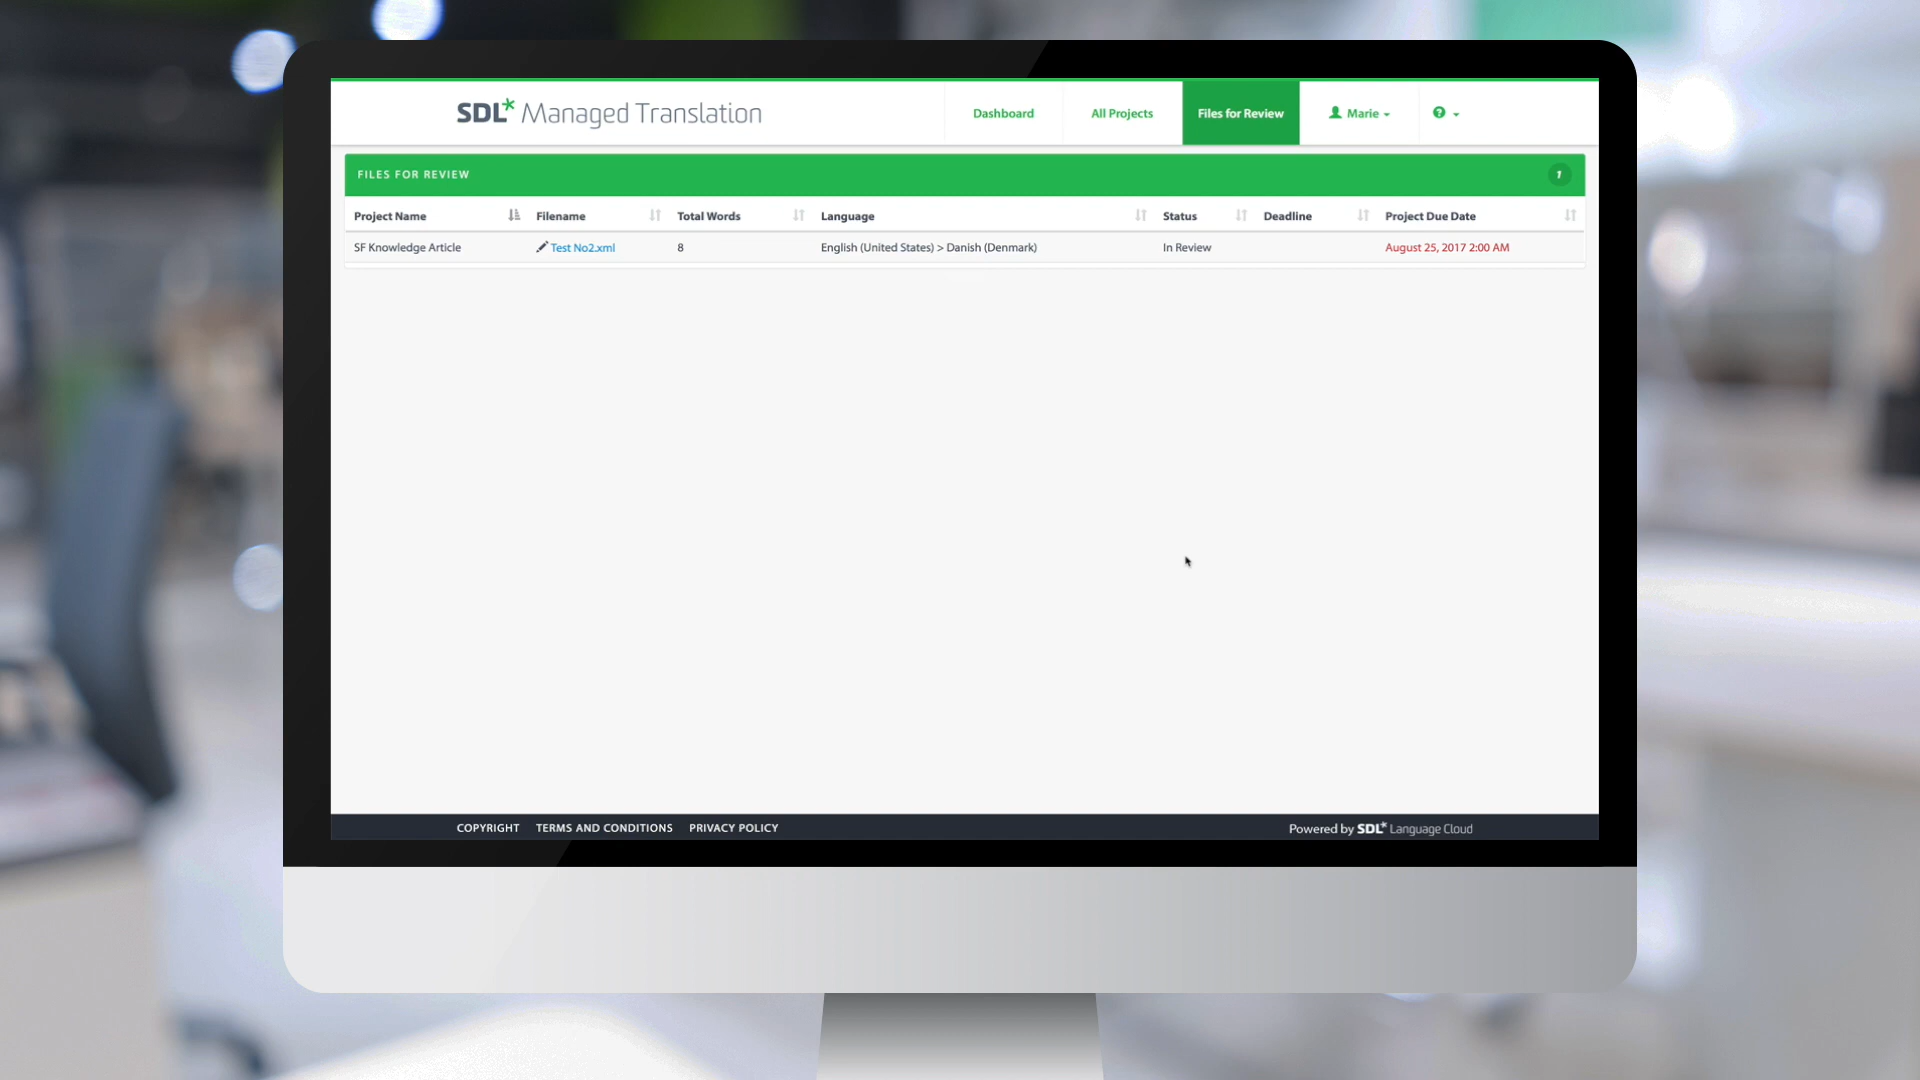 SDL* Managed Translation Dashboard All Projects Files for Review Marie ?
FILES FOR REVIEW 1
Project Name Filename Total Words Language Status Deadline Project Due Date
SF Knowledge Article Test No2.xml 8 English (United States) > Danish (Denmark) In Review August 25, 2017 2:00 AM
COPYRIGHT TERMS AND CONDITIONS PRIVACY POLICY Powered by SDL* Language Cloud